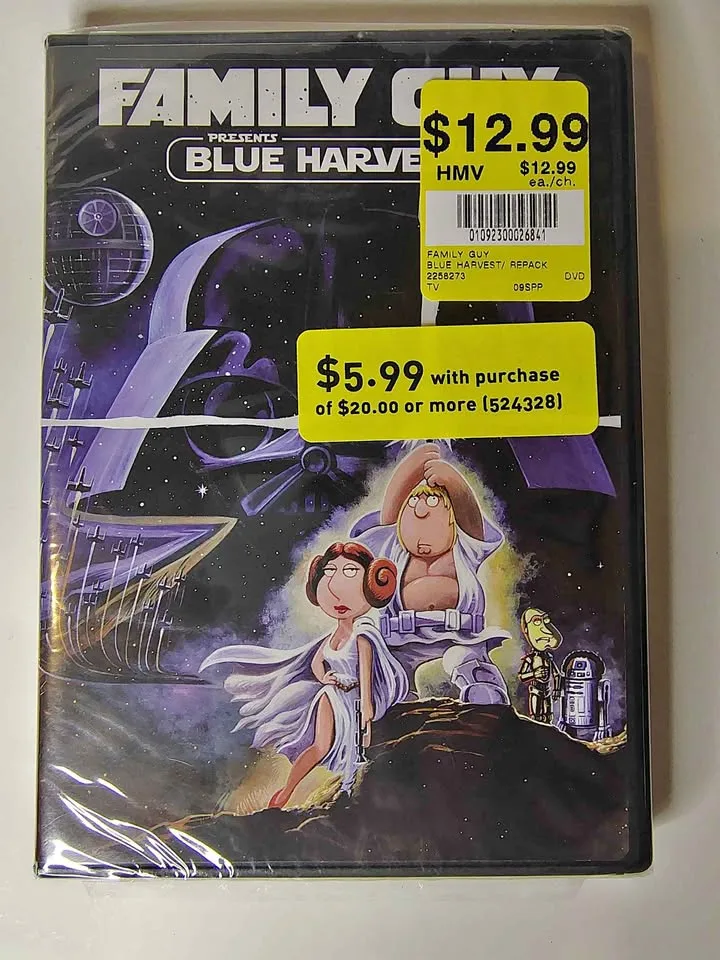 FAMILY GUY
PRESENTS
BLUE HARVE
$12.99
HMV $12.99
ea./ch.
01092300026841
FAMILY GUY
BLUE HARVEST/ REPACK
2258273 DVD
TV 09SPP
$5.99 with purchase
of $20.00 or more (524328)